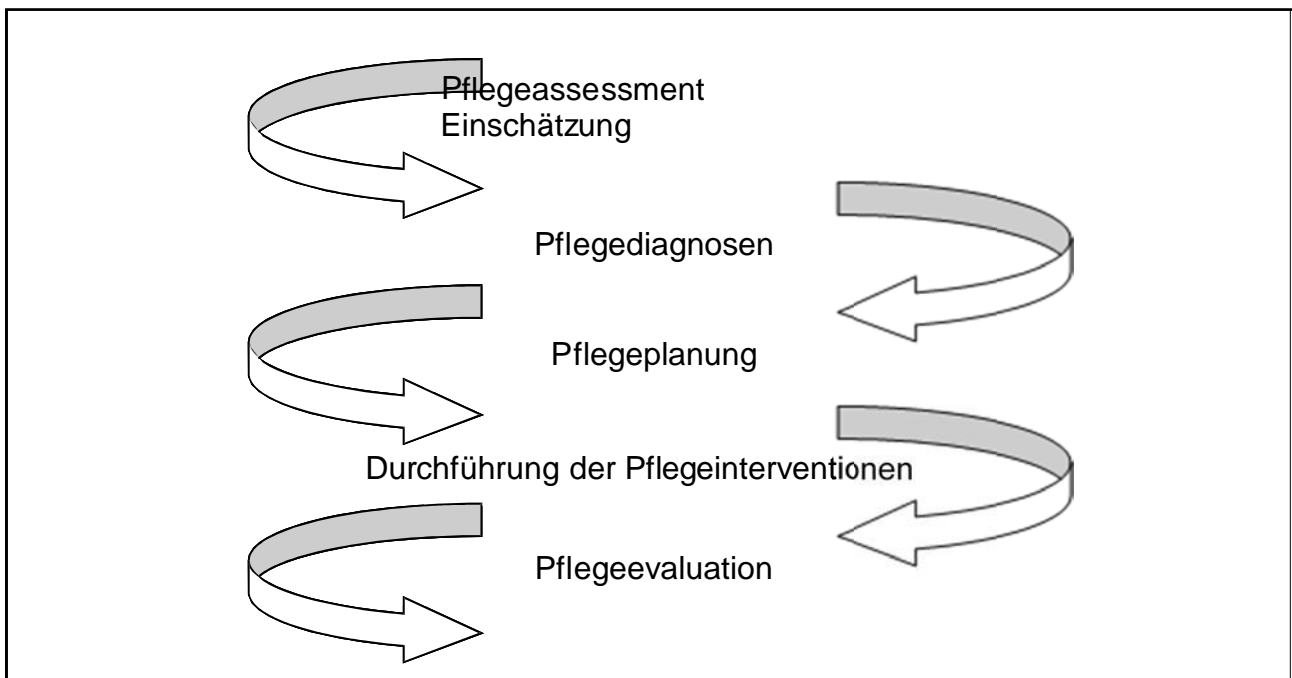 Pflegeassessment
Einschätzung
Pflegediagnosen
Pflegeplanung
Durchführung der Pflegeinterventionen
Pflegeevaluation